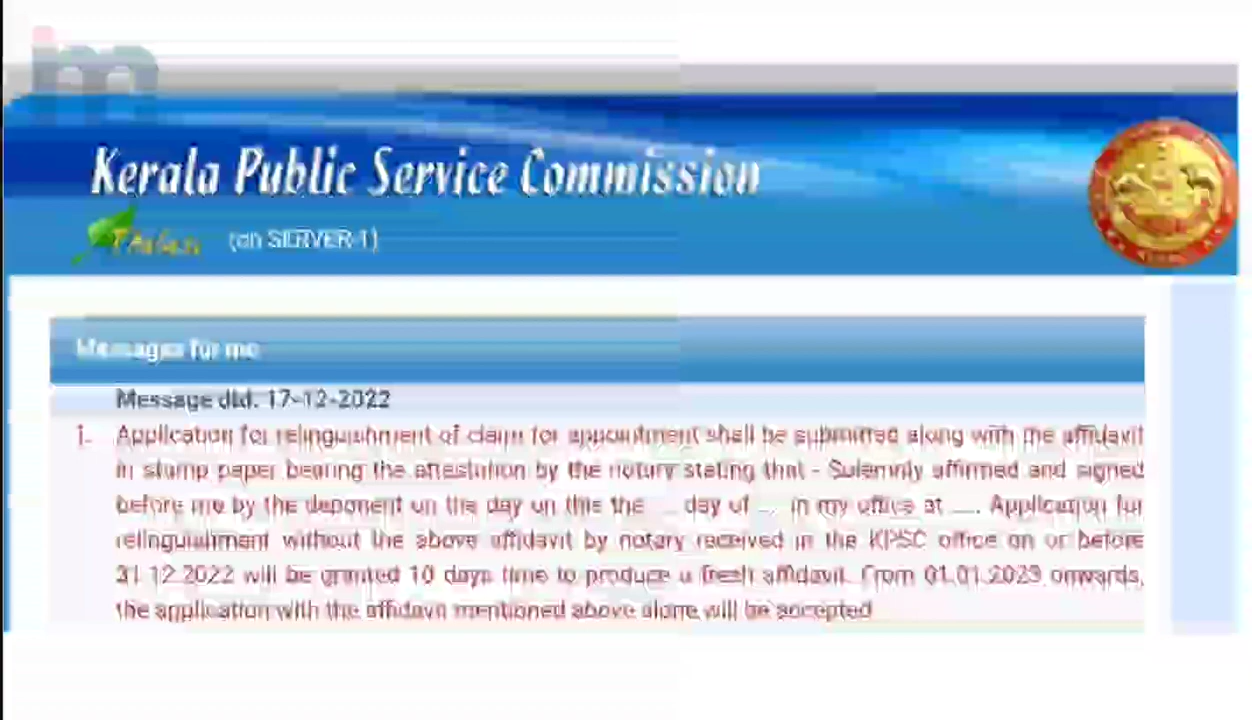 im
Kerala Public Service Commission
Thulasi (on SERVER-1)
Messages for me
Message dtd. 17-12-2022
1. Application for relinguishment of claim for appointment shall be submitted along with the affidavit
in stamp paper bearing the attestation by the notary stating that - Solemnly affirmed and signed
before me by the deponent on the day on this the ... day of ... in my office at ..... Application for
relinguishment without the above affidavit by notary received in the KPSC office on or before
31.12.2022 will be granted 10 days time to produce a fresh affidavit. From 01.01.2023 onwards,
the application with the affidavit mentioned above alone will be accepted